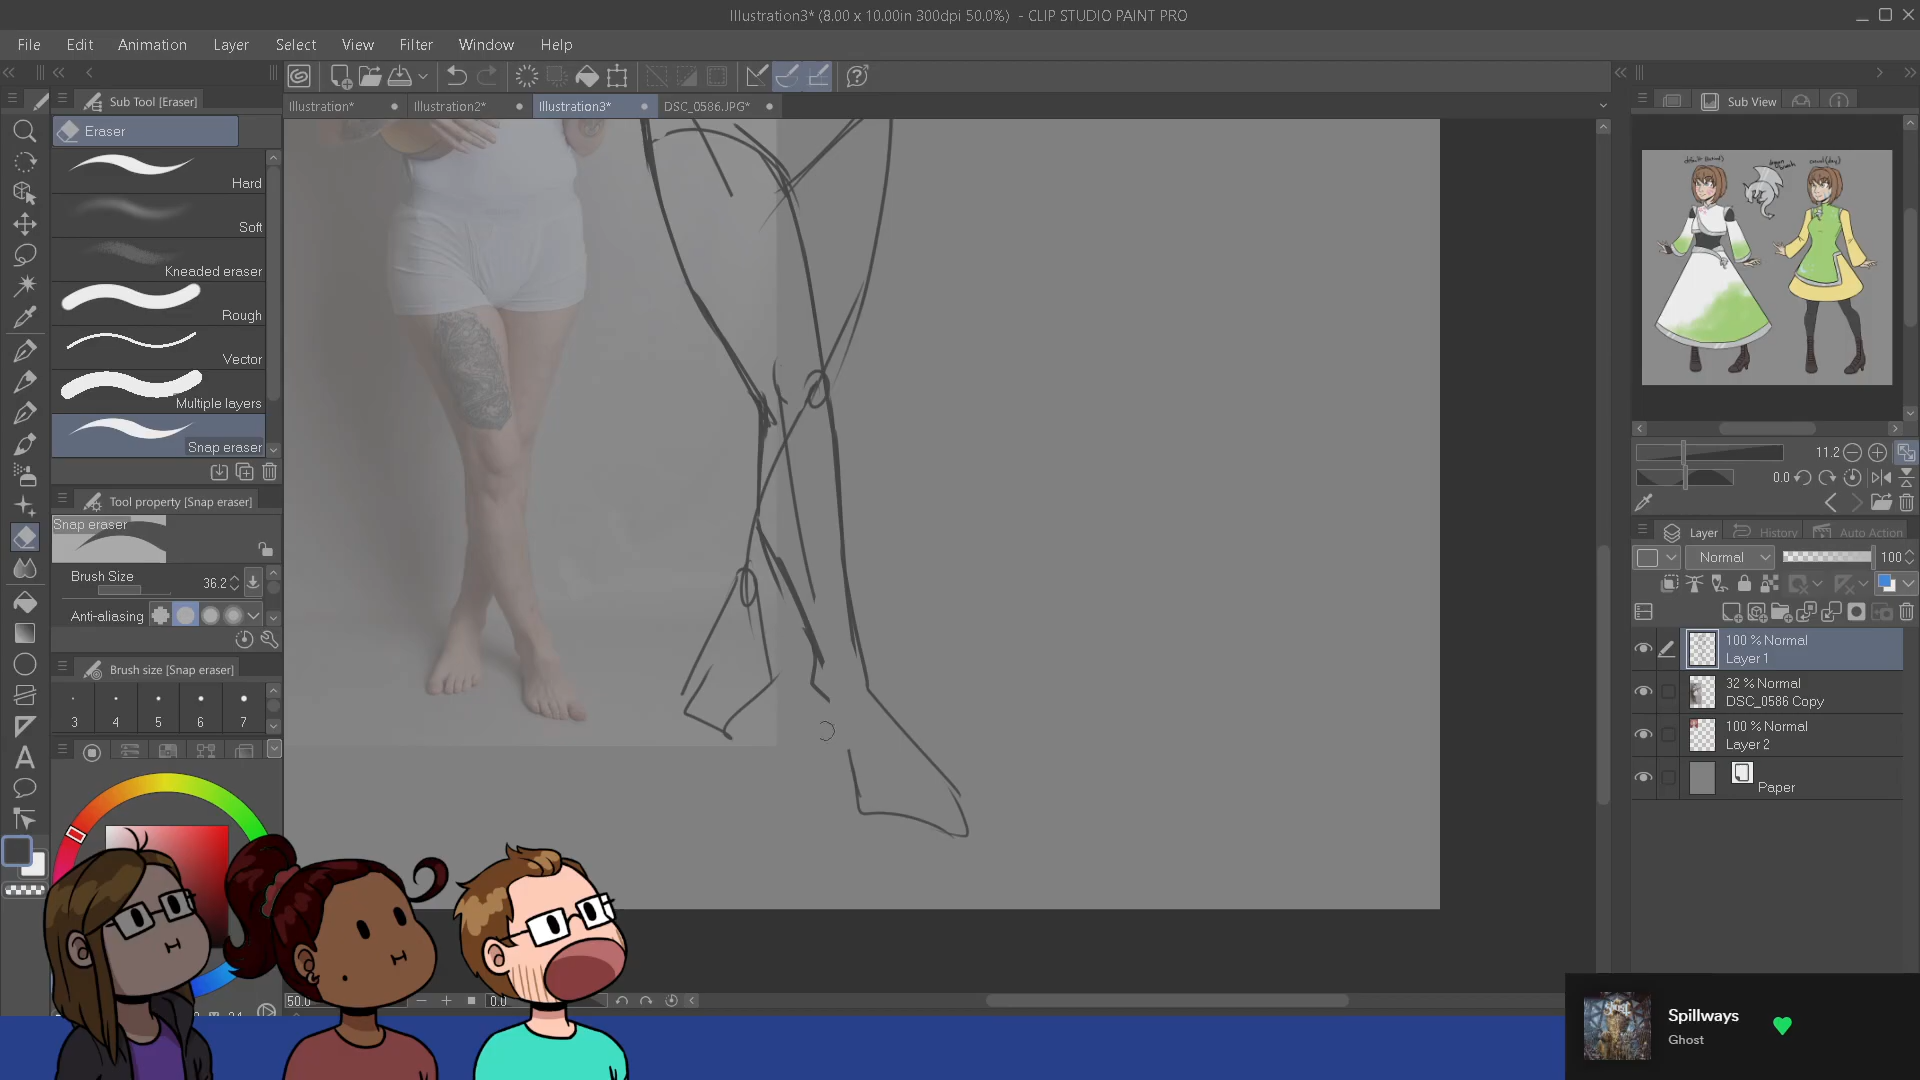 Illustration3* (8.00 x 10.00in 300dpi 50.0%) - CLIP STUDIO PAINT PRO
File Edit Animation Layer Select View Filter Window Help
Sub Tool [Eraser]
Illustration* Illustration2* Illustration3* DSC_0586.JPG*
Sub View
Eraser
Hard
Soft
Kneaded eraser
Rough
Vector
Multiple layers
Snap eraser
Tool property [Snap eraser]
Snap eraser
Brush Size 36.2
Anti-aliasing
Brush size [Snap eraser]
3 4 5 6 7
11.2
0.0
Layer History Auto Action
Normal 100
100 % Normal
Layer 1
32 % Normal
DSC_0586 Copy
100 % Normal
Layer 2
Paper
50.0 0.0
Spillways
Ghost